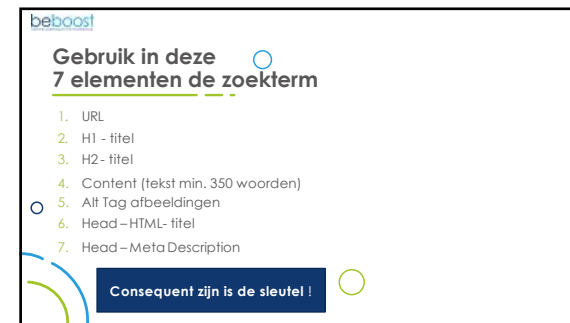 beboost
Gebruik in deze
7 elementen de zoekterm
1. URL
2. H1 - titel
3. H2 - titel
4. Content (tekst min. 350 woorden)
5. Alt Tag afbeeldingen
6. Head – HTML- titel
7. Head – Meta Description
Consequent zijn is de sleutel !